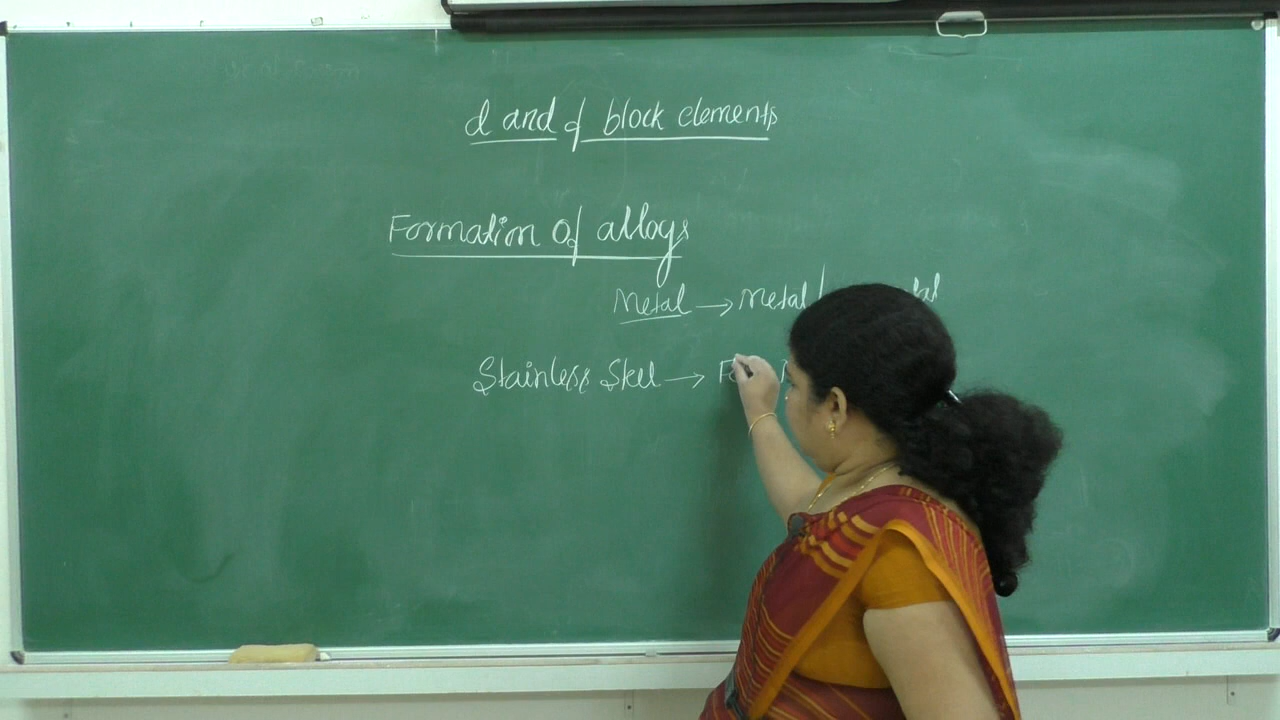 d and f block elements
Formation of alloys
Metal → Metal
Stainless Steel →